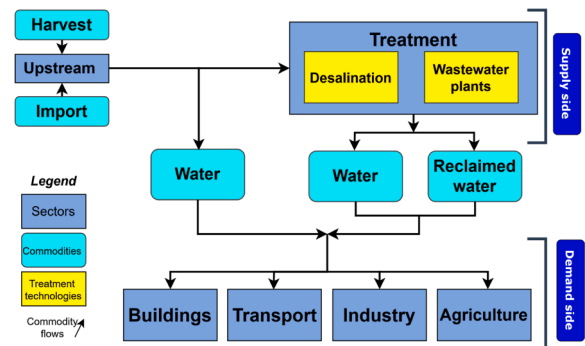 Harvest
Upstream
Import
Treatment
Desalination
Wastewater
plants
Supply side
Water
Water
Reclaimed
water
Legend
Sectors
Commodities
Treatment
technologies
Commodity
flows
Buildings
Transport
Industry
Agriculture
Demand side